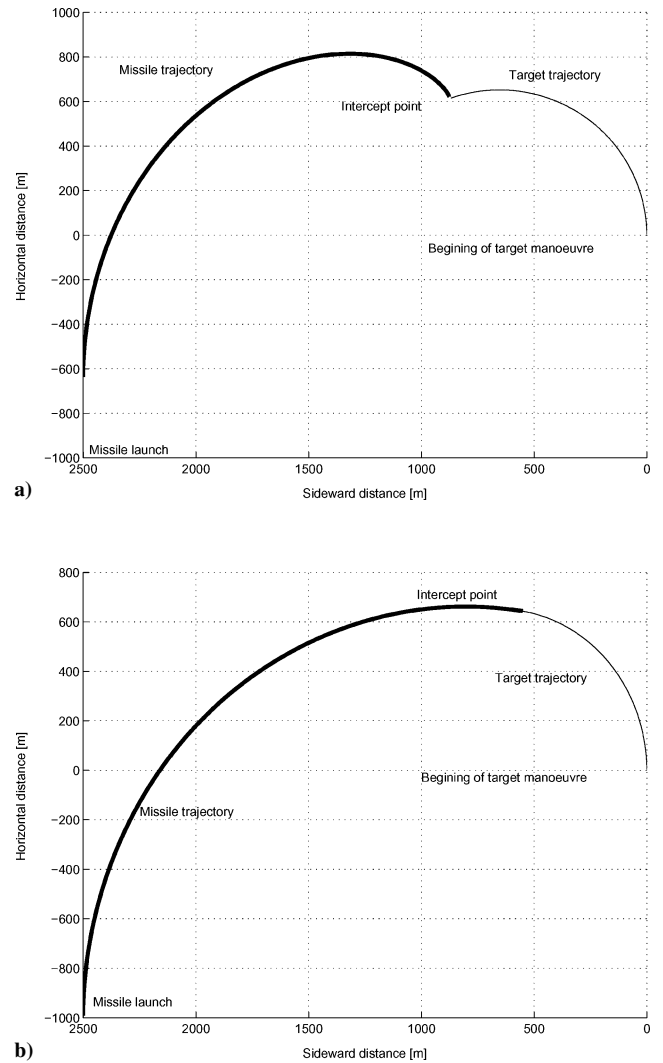 800
Missile trajectory
Target trajectory
600
Intercept point
400
200
0
Begining of target manoeuvre
−200
−400
−600
−800
Missile launch
−1000
1000
Horizontal distance [m]
2500 2000 1500 1000 500 0
Sideward distance [m]
a)
800
Intercept point
600
400
Target trajectory
200
0
Begining of target manoeuvre
Missile trajectory
−200
−400
−600
−800
Missile launch
−1000
Horizontal distance [m]
2500 2000 1500 1000 500 0
Sideward distance [m]
b)